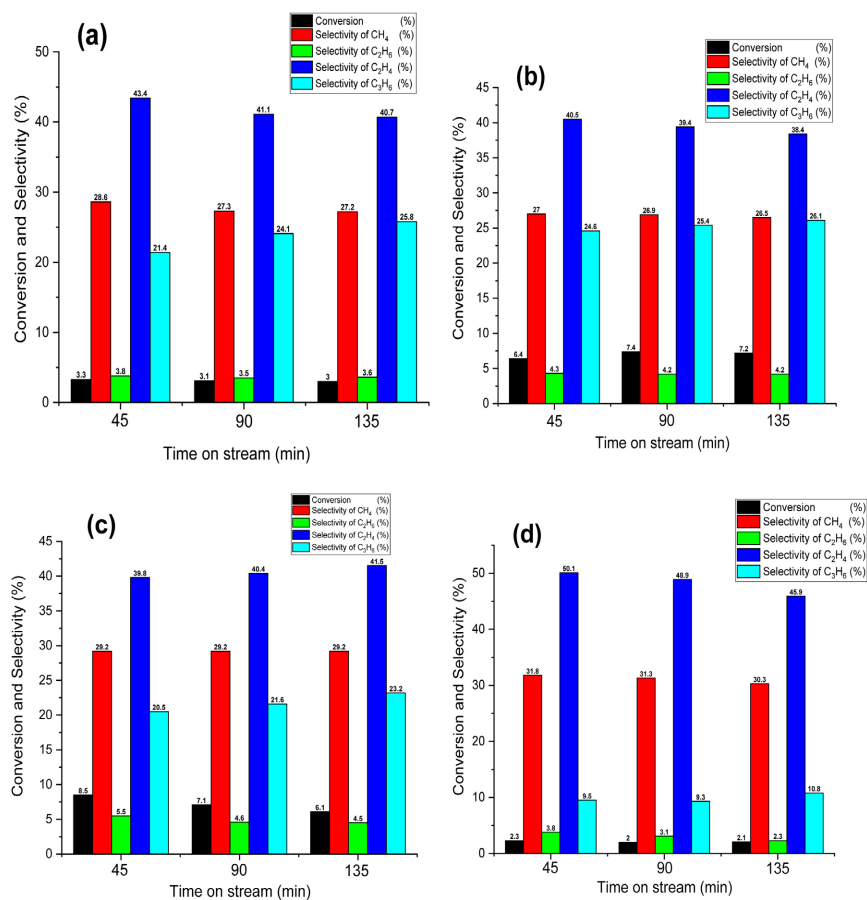 (a)
Conversion (%)
Selectivity of CH4 (%)
Selectivity of C2H6 (%)
Selectivity of C2H4 (%)
Selectivity of C3H6 (%)
Conversion and Selectivity (%)
50
40
30
20
10
0
3.3 28.6 3.8 43.4 21.4
3.1 27.3 3.5 41.1 24.1
3 27.2 3.6 40.7 25.8
45 90 135
Time on stream (min)
(b)
Conversion (%)
Selectivity of CH4 (%)
Selectivity of C2H6 (%)
Selectivity of C2H4 (%)
Selectivity of C3H6 (%)
Conversion and Selectivity (%)
45
40
35
30
25
20
15
10
5
0
6.4 27 4.3 40.5 24.6
7.4 26.9 4.2 39.4 25.4
7.2 26.5 4.2 38.4 26.1
45 90 135
Time on stream (min)
(c)
Conversion (%)
Selectivity of CH4 (%)
Selectivity of C2H6 (%)
Selectivity of C2H4 (%)
Selectivity of C3H6 (%)
Conversion and Selectivity (%)
45
40
35
30
25
20
15
10
5
0
8.5 29.2 5.5 39.8 20.5
7.1 29.2 4.6 40.4 21.6
6.1 29.2 4.5 41.5 23.2
45 90 135
Time on stream (min)
(d)
Conversion (%)
Selectivity of CH4 (%)
Selectivity of C2H6 (%)
Selectivity of C2H4 (%)
Selectivity of C3H6 (%)
Conversion and Selectivity (%)
50
40
30
20
10
0
2.3 31.8 3.8 50.1 9.5
2 31.3 3.1 48.9 9.3
2.1 30.3 2.3 45.9 10.8
45 90 135
Time on stream (min)